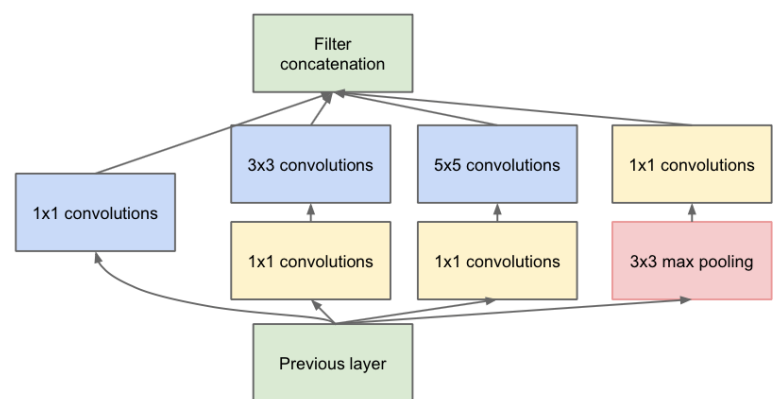 Filter
concatenation
3x3 convolutions
5x5 convolutions
1x1 convolutions
1x1 convolutions
1x1 convolutions
1x1 convolutions
3x3 max pooling
Previous layer